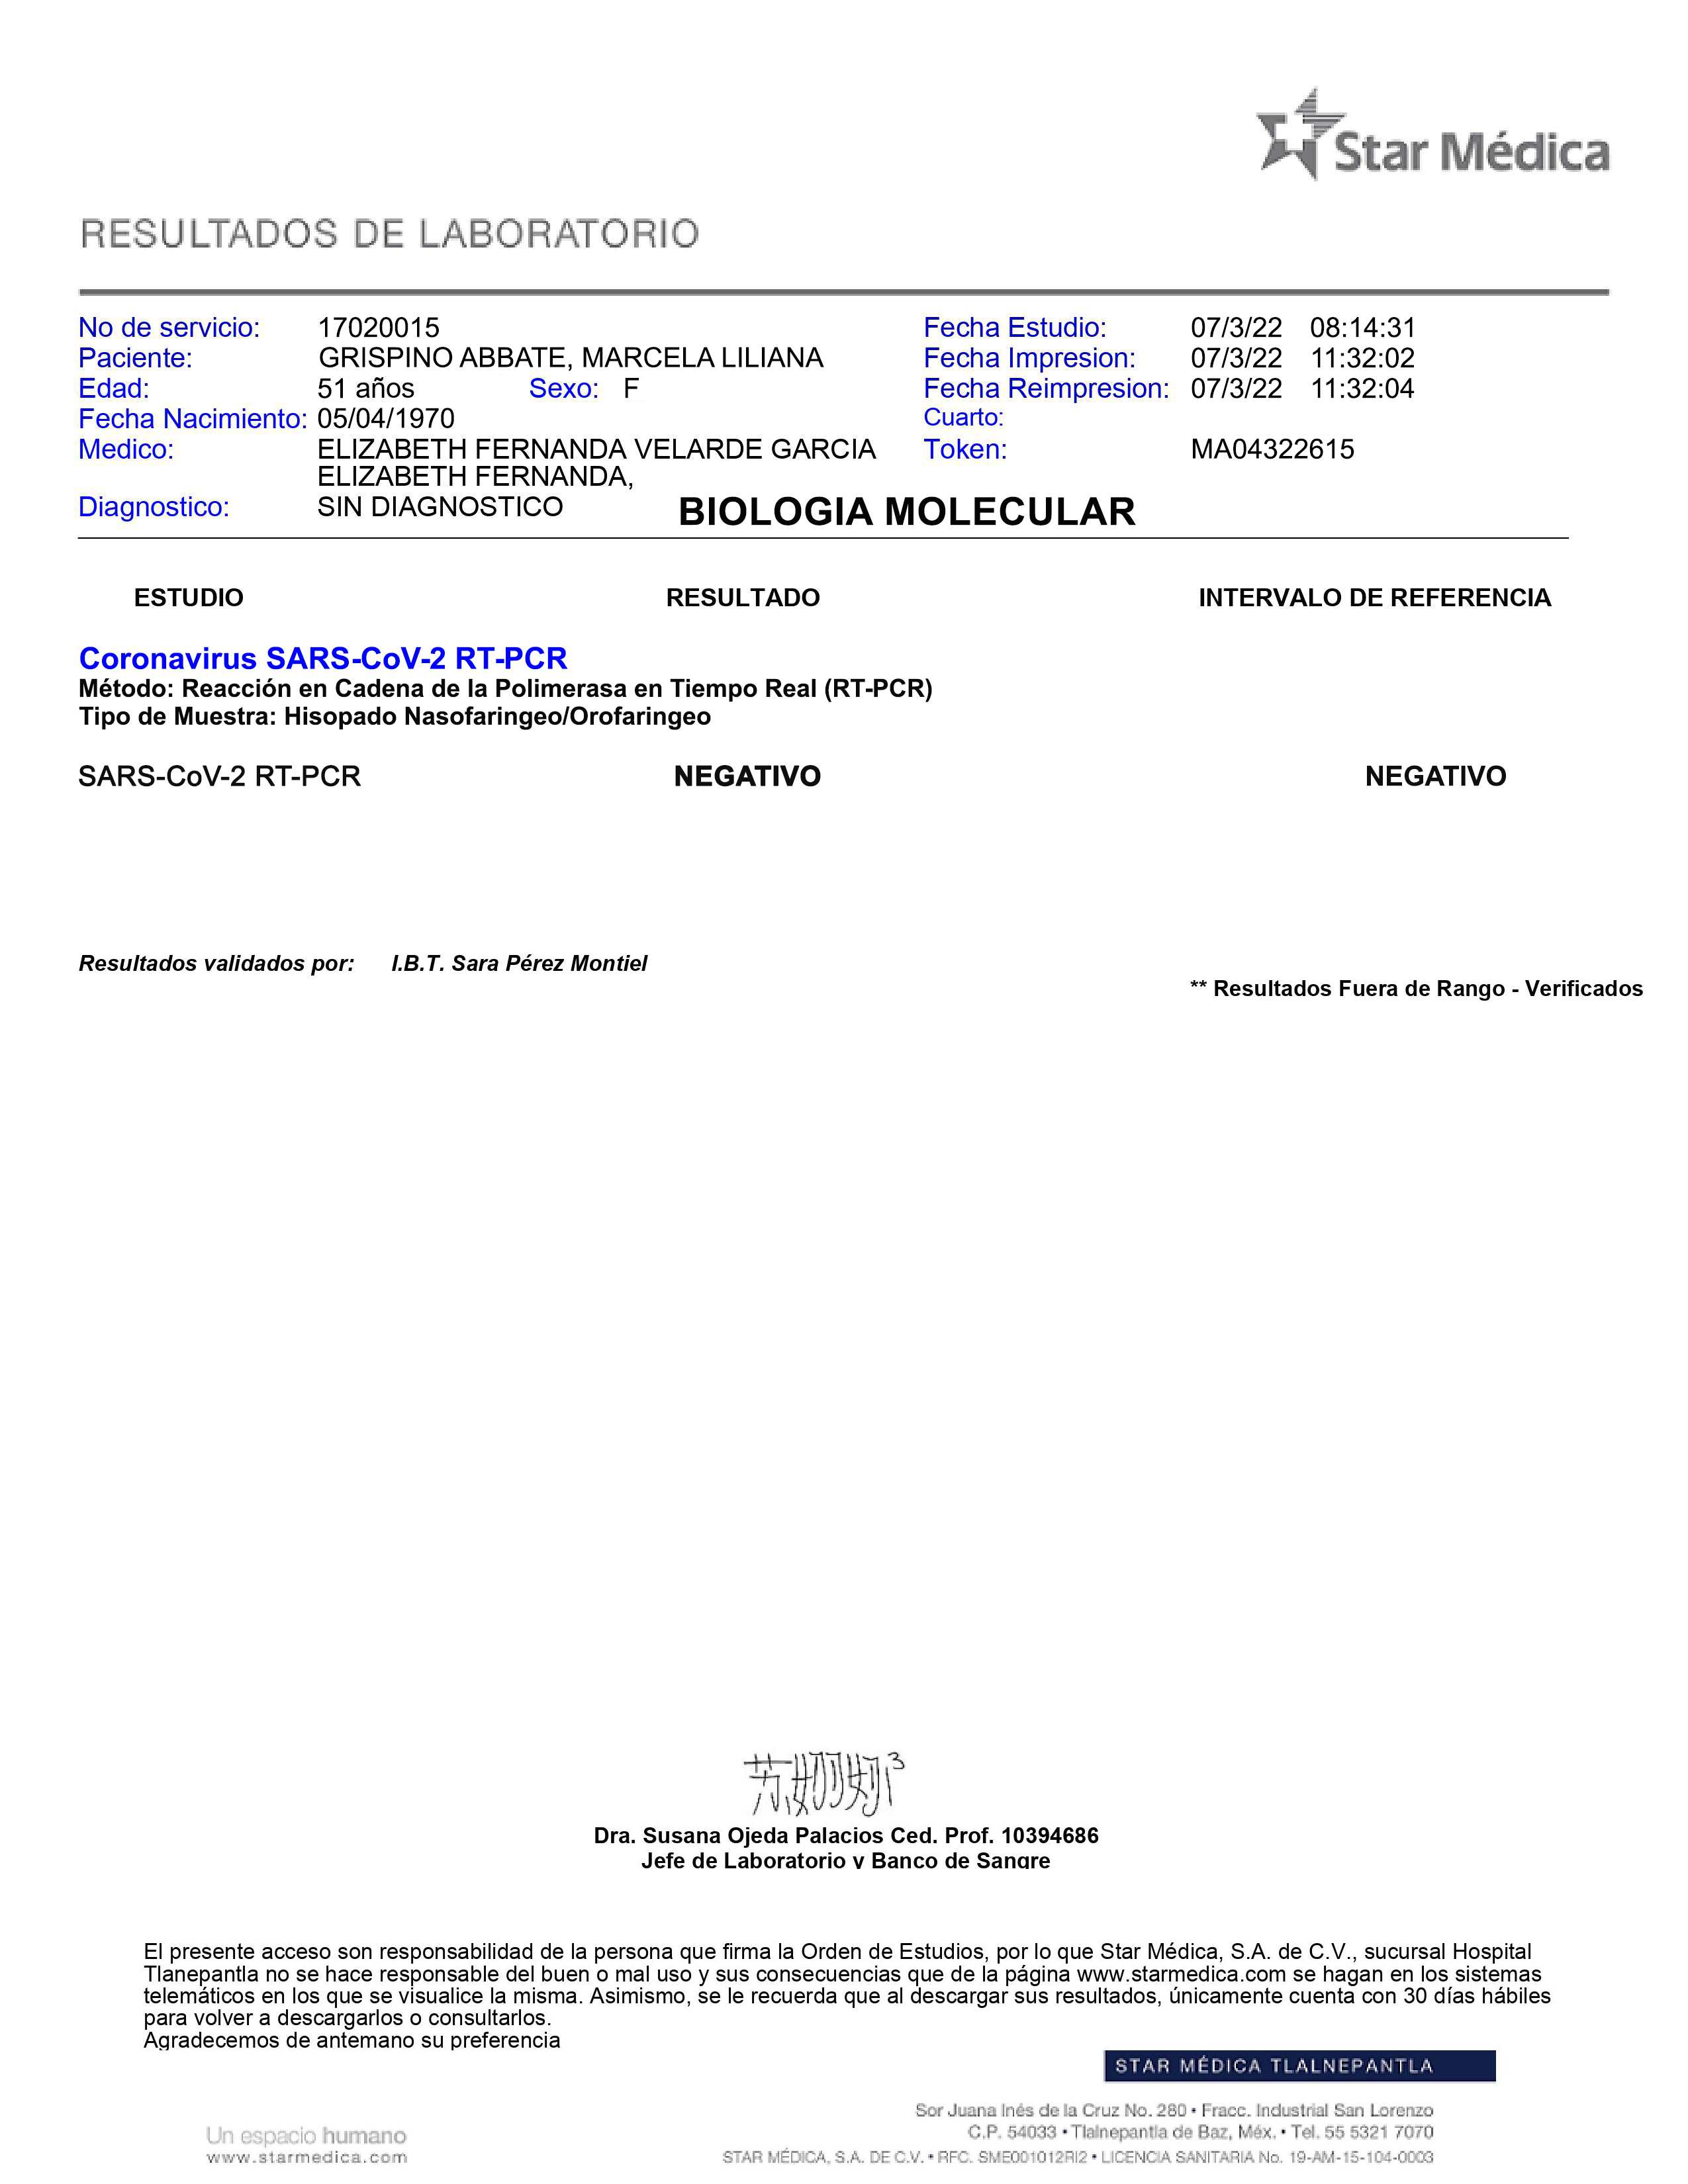 Star Médica
RESULTADOS DE LABORATORIO
No de servicio: 17020015 Fecha Estudio: 07/3/22 08:14:31
Paciente: GRISPINO ABBATE, MARCELA LILIANA Fecha Impresion: 07/3/22 11:32:02
Edad: 51 años Sexo: F Fecha Reimpresion: 07/3/22 11:32:04
Fecha Nacimiento: 05/04/1970 Cuarto:
Medico: ELIZABETH FERNANDA VELARDE GARCIA Token: MA04322615
ELIZABETH FERNANDA,
Diagnostico: SIN DIAGNOSTICO BIOLOGIA MOLECULAR
ESTUDIO RESULTADO INTERVALO DE REFERENCIA
Coronavirus SARS-CoV-2 RT-PCR
Método: Reacción en Cadena de la Polimerasa en Tiempo Real (RT-PCR)
Tipo de Muestra: Hisopado Nasofaringeo/Orofaringeo
SARS-CoV-2 RT-PCR NEGATIVO NEGATIVO
Resultados validados por: I.B.T. Sara Pérez Montiel
** Resultados Fuera de Rango - Verificados
Dra. Susana Ojeda Palacios Ced. Prof. 10394686
Jefe de Laboratorio y Banco de Sangre
El presente acceso son responsabilidad de la persona que firma la Orden de Estudios, por lo que Star Médica, S.A. de C.V., sucursal Hospital
Tlanepantla no se hace responsable del buen o mal uso y sus consecuencias que de la página www.starmedica.com se hagan en los sistemas
telemáticos en los que se visualice la misma. Asimismo, se le recuerda que al descargar sus resultados, únicamente cuenta con 30 días hábiles
para volver a descargarlos o consultarlos.
Agradecemos de antemano su preferencia
STAR MÉDICA TLALNEPANTLA
Sor Juana Inés de la Cruz No. 280 • Fracc. Industrial San Lorenzo
C.P. 54033 • Tlalnepantla de Baz, Méx. • Tel. 55 5321 7070
STAR MÉDICA, S.A. DE C.V. • RFC. SME001012RI2 • LICENCIA SANITARIA No. 19-AM-15-104-0003
Un espacio humano
www.starmedica.com